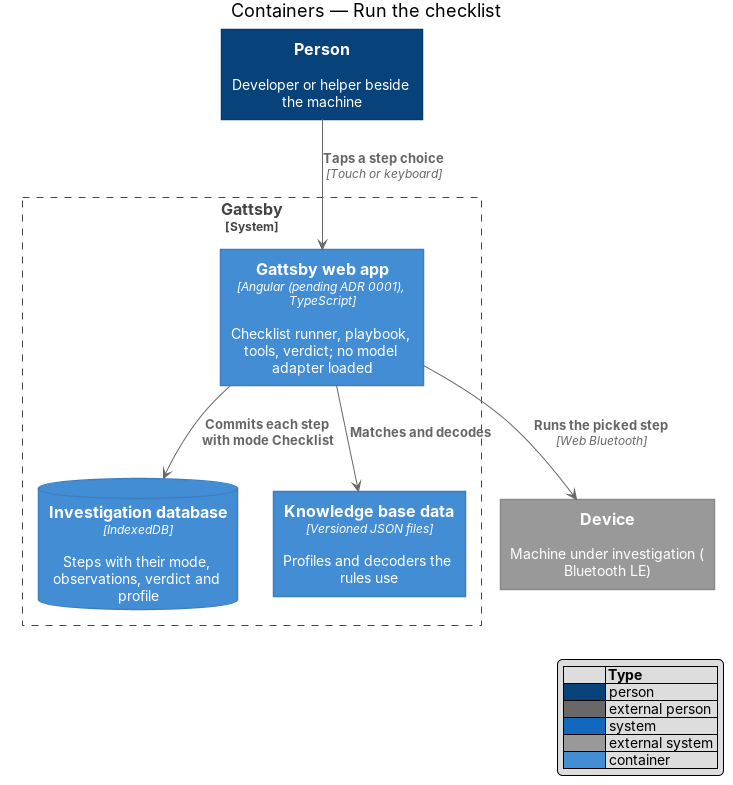 Containers — Run the checklist
Person
Developer or helper beside
the machine
Taps a step choice
[Touch or keyboard]
Gattsby
[System]
Gattsby web app
[Angular (pending ADR 0001),
TypeScript]
Checklist runner, playbook,
tools, verdict; no model
adapter loaded
Commits each step
with mode Checklist
Matches and decodes
Runs the picked step
[Web Bluetooth]
Investigation database
[IndexedDB]
Steps with their mode,
observations, verdict and
profile
Knowledge base data
[Versioned JSON files]
Profiles and decoders the
rules use
Device
Machine under investigation (
Bluetooth LE)
Type
person
external person
system
external system
container